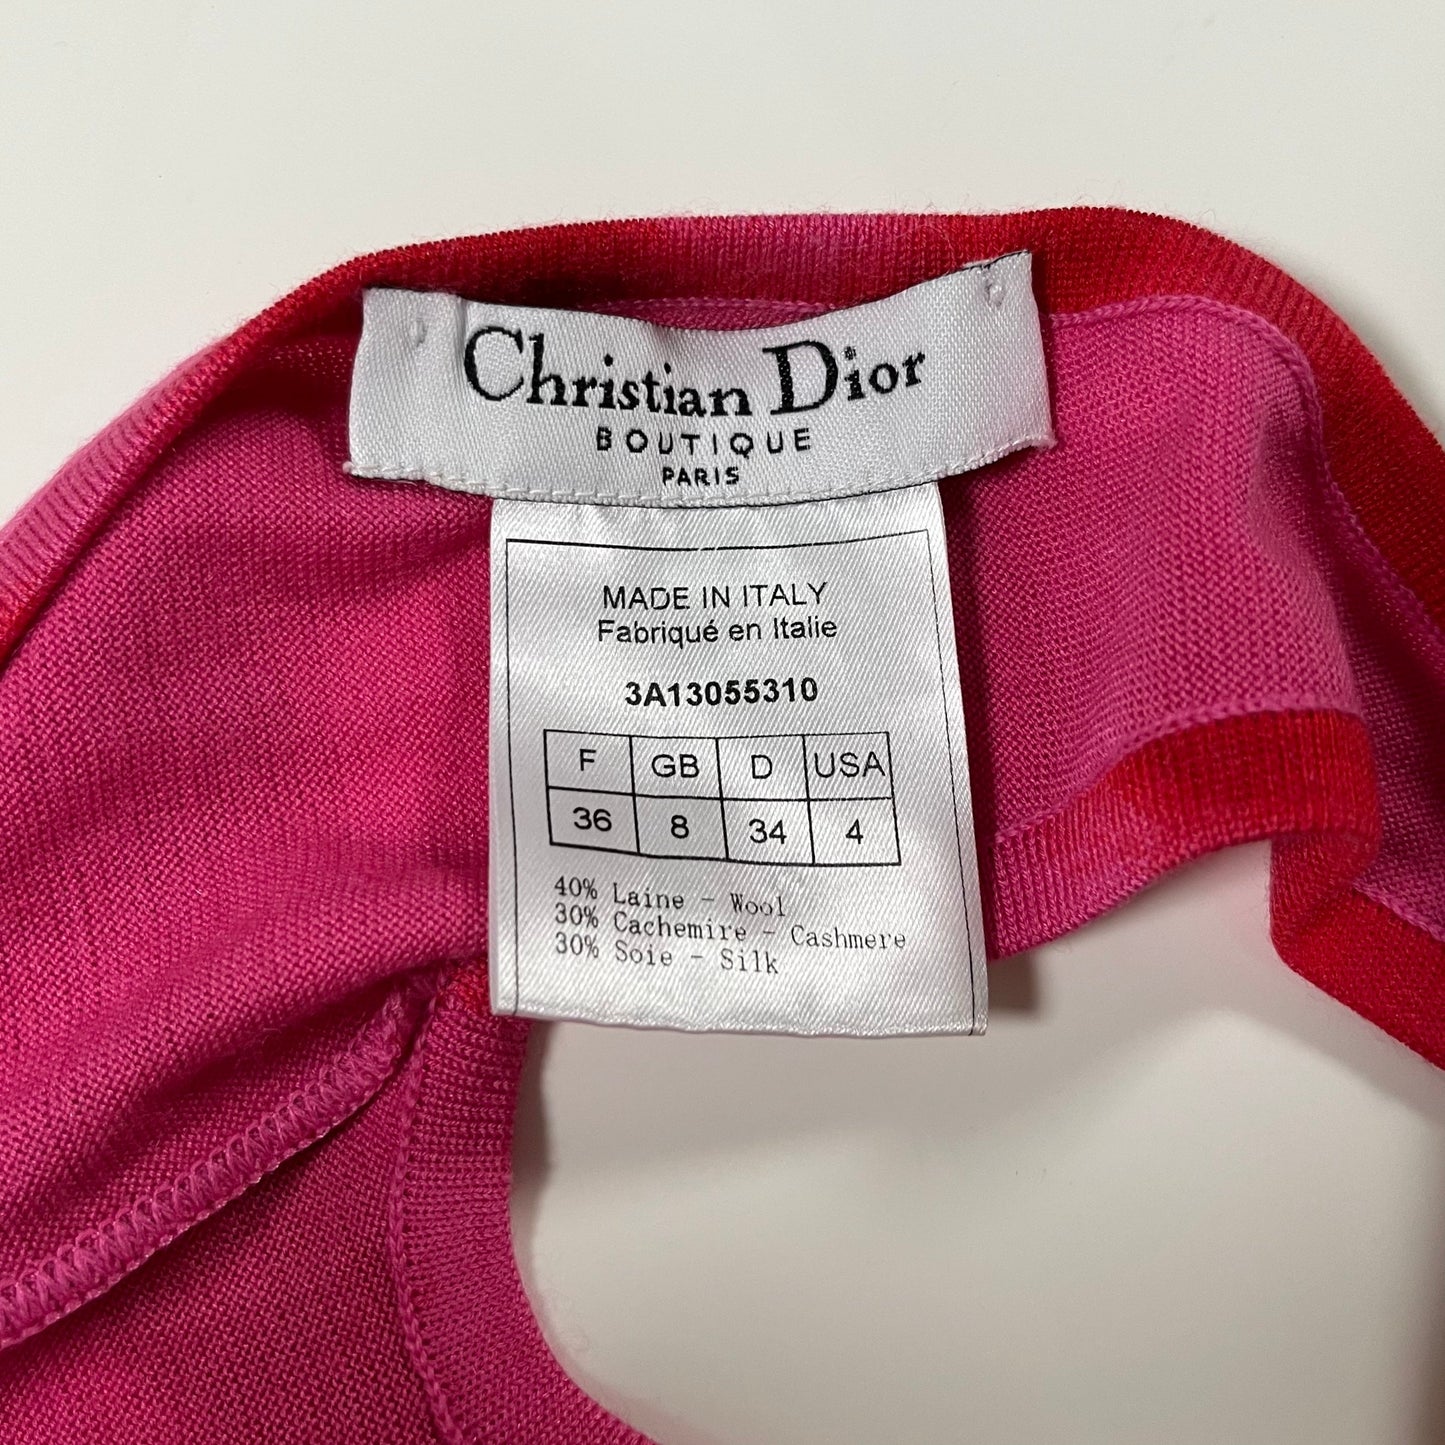 Christian Dior
BOUTIQUE
PARIS
MADE IN ITALY
Fabriqué en Italie
3A13055310
F GB D USA
36 8 34 4
40% Laine - Wool
30% Cachemire - Cashmere
30% Soie - Silk